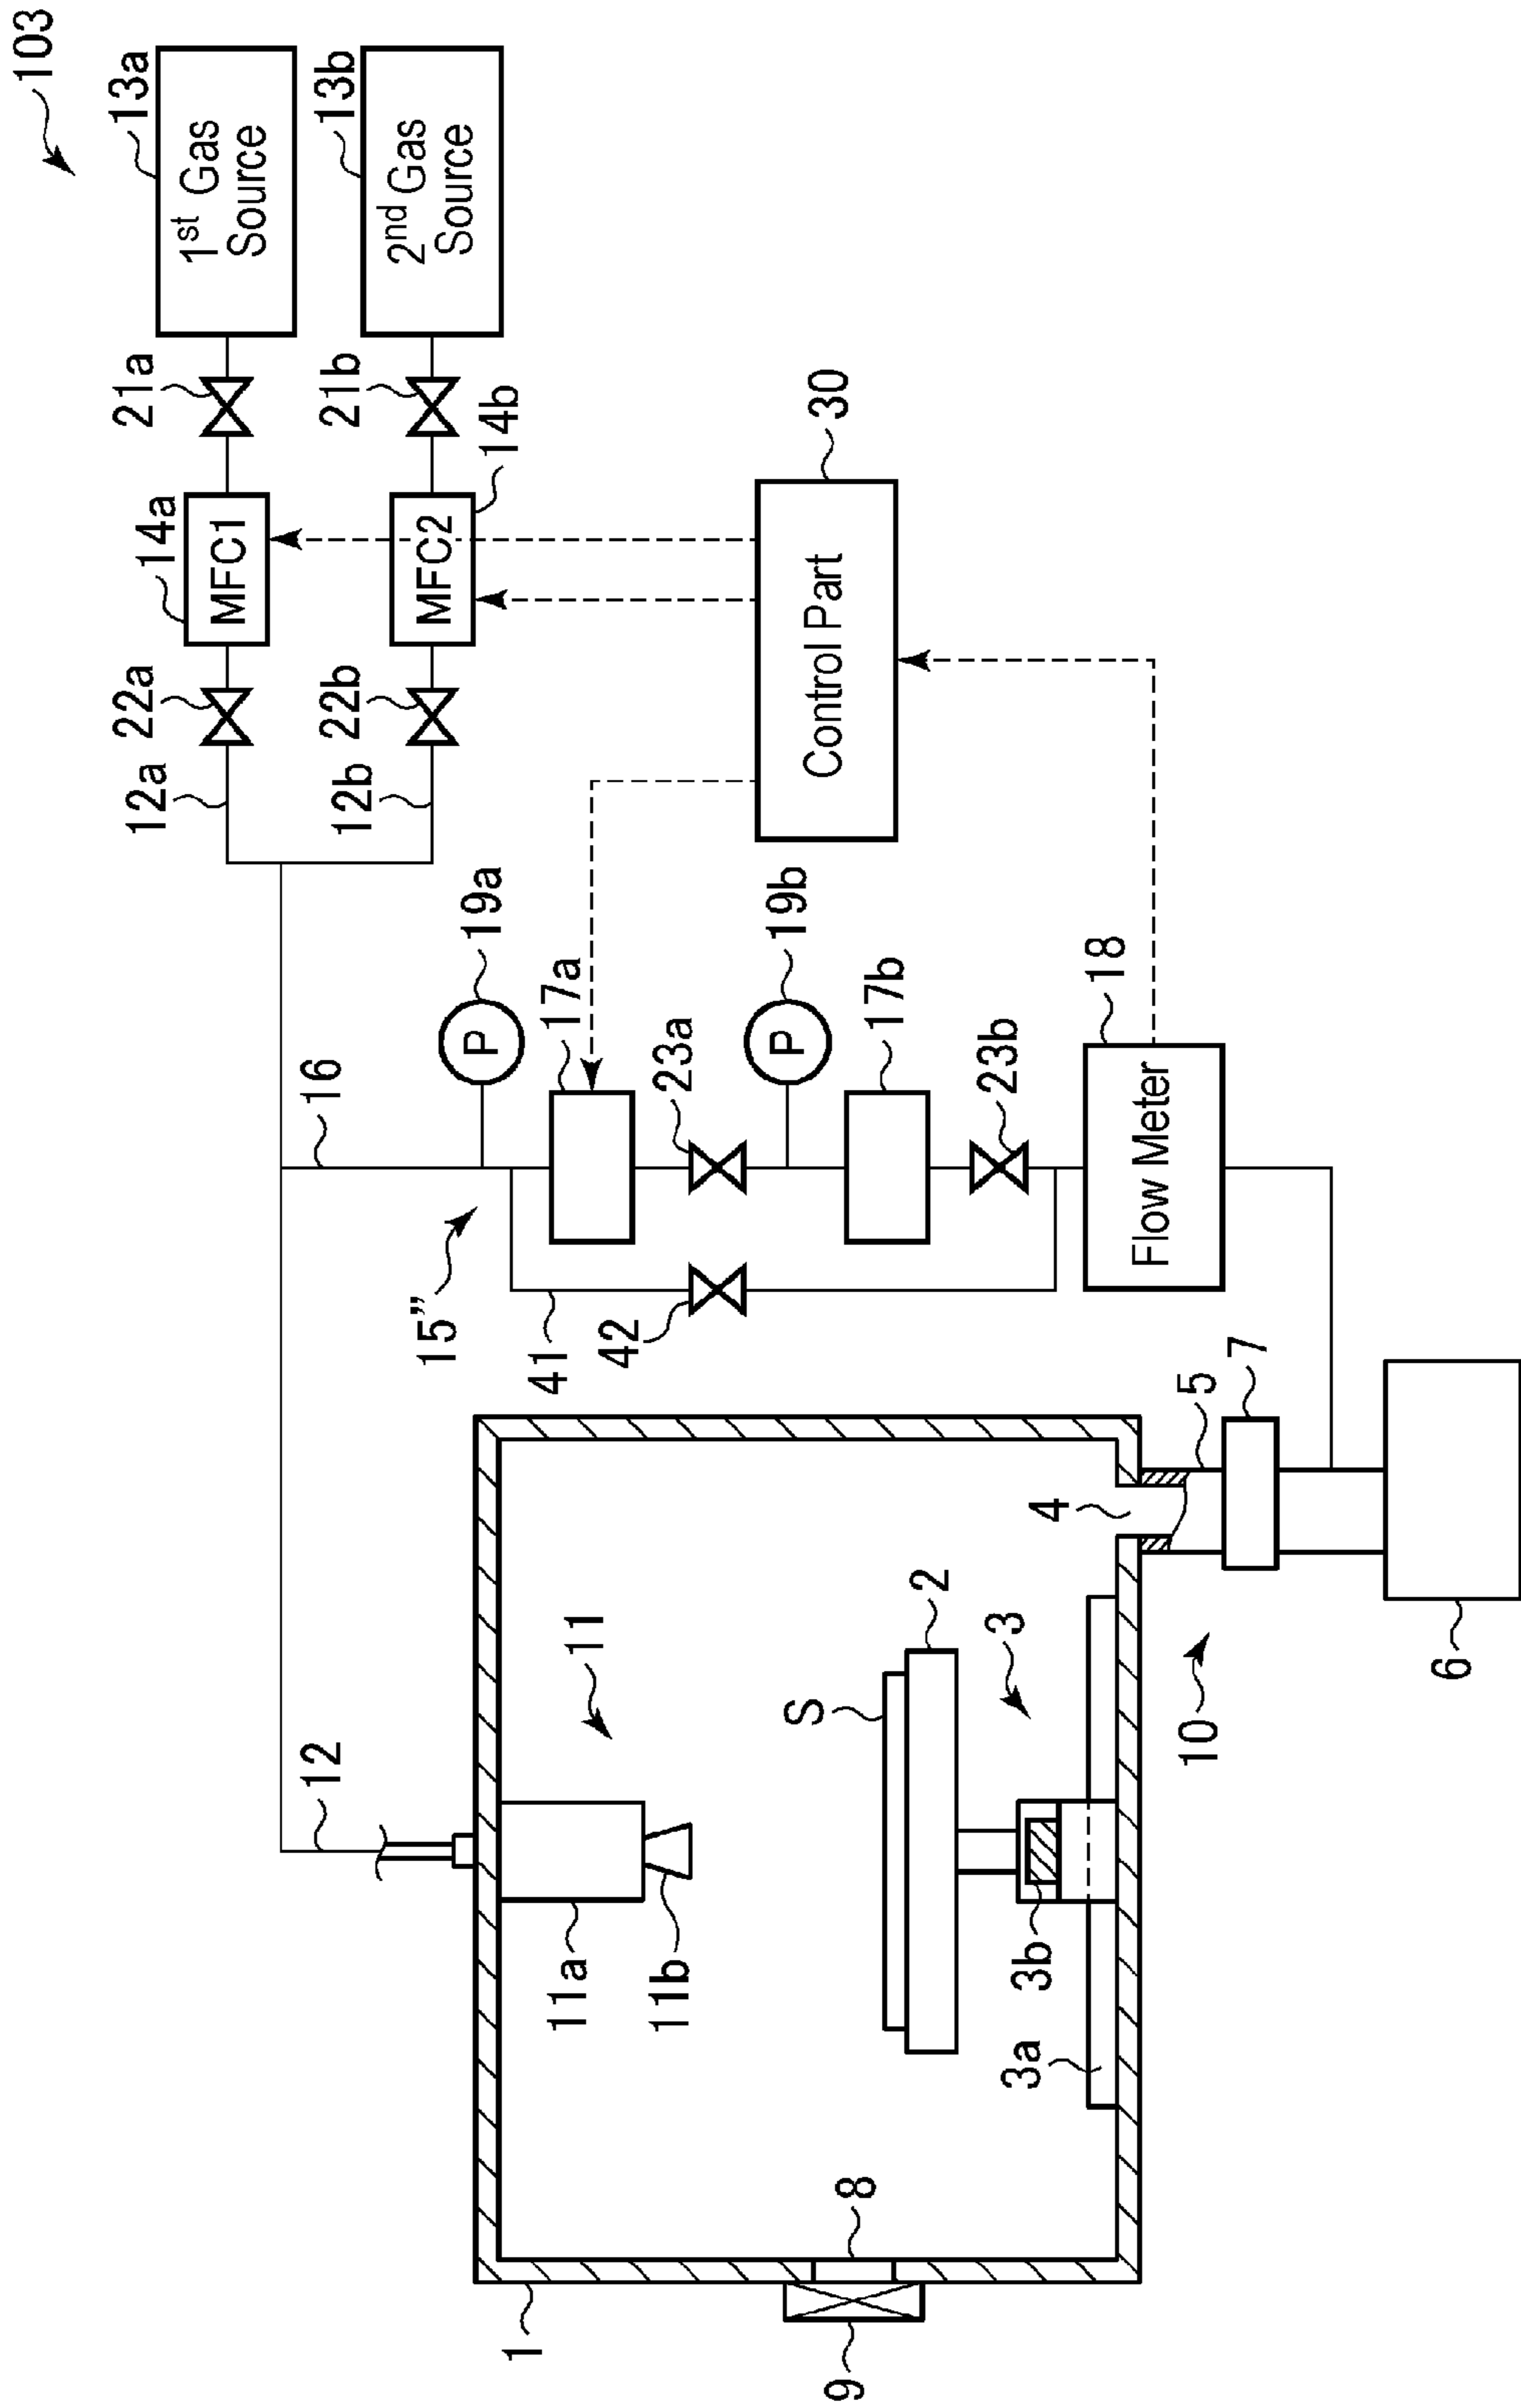 103
13a
1st Gas
Source
13b
2nd Gas
Source
21a
21b
14a
MFC1
14b
MFC2
22a
22b
12a
12b
30
Control Part
19a
P
17a
23a
19b
P
17b
23b
18
Flow Meter
16
15”
41
42
12
11
11a
11b
S
2
3
3a
3b
4
5
7
10
6
1
8
9